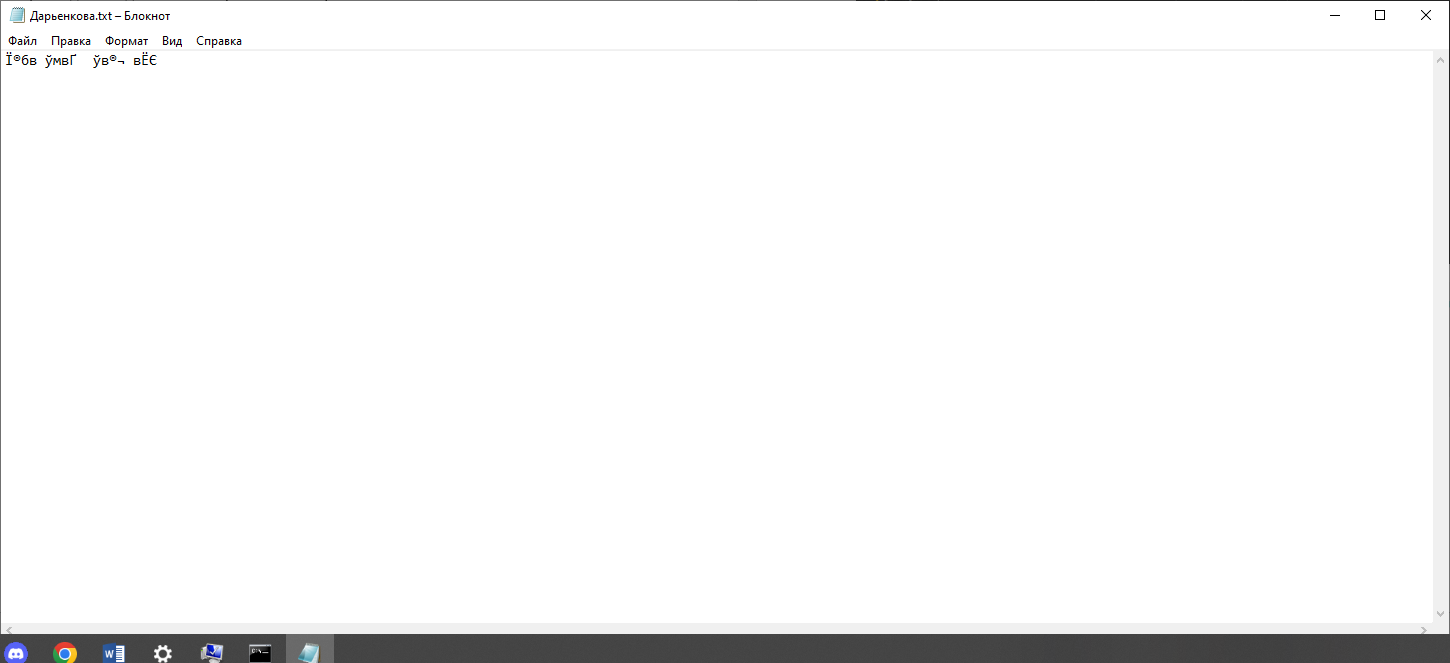 Дарьенкова.txt – Блокнот
Файл Правка Формат Вид Справка
Ï®бв ўмвҐ  ўв®¬ вЁЄ